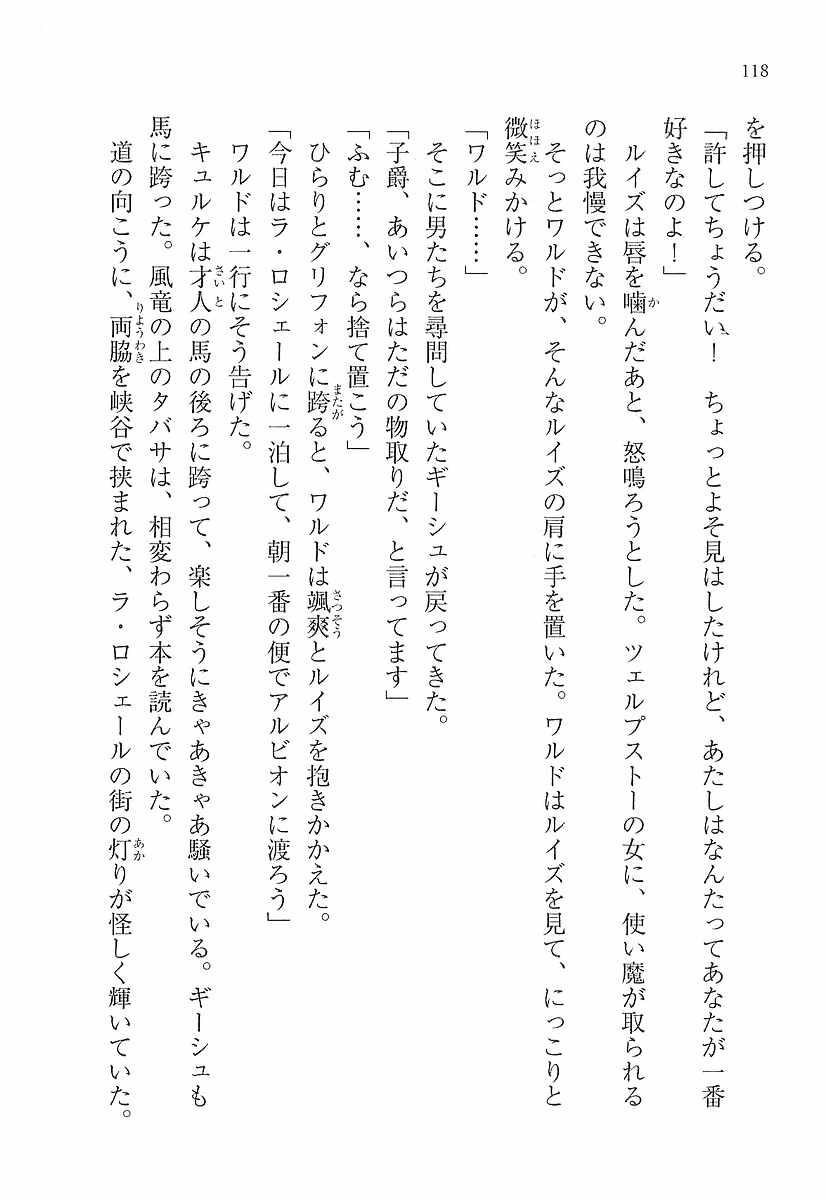 118
を押しつける。
「許してちょうだい！　ちょっとよそ見はしたけれど、あたしはなんたってあなたが一番
好きなのよ！」
ルイズは唇を噛んだあと、怒鳴ろうとした。ツェルプストーの女に、使い魔が取られる
のは我慢できない。
そっとワルドが、そんなルイズの肩に手を置いた。ワルドはルイズを見て、にっこりと
微笑みかける。
「ワルド……」
そこに男たちを尋問していたギーシュが戻ってきた。
「子爵、あいつらはただの物取りだ、と言ってます」
「ふむ……、なら捨て置こう」
ひらりとグリフォンに跨ると、ワルドは颯爽とルイズを抱きかかえた。
「今日はラ・ロシェールに一泊して、朝一番の便でアルビオンに渡ろう」
ワルドは一行にそう告げた。
キュルケは才人の馬の後ろに跨って、楽しそうにきゃあきゃあ騒いでいる。ギーシュも
馬に跨った。風竜の上のタバサは、相変わらず本を読んでいた。
道の向こうに、両脇を峡谷で挟まれた、ラ・ロシェールの街の灯りが怪しく輝いていた。